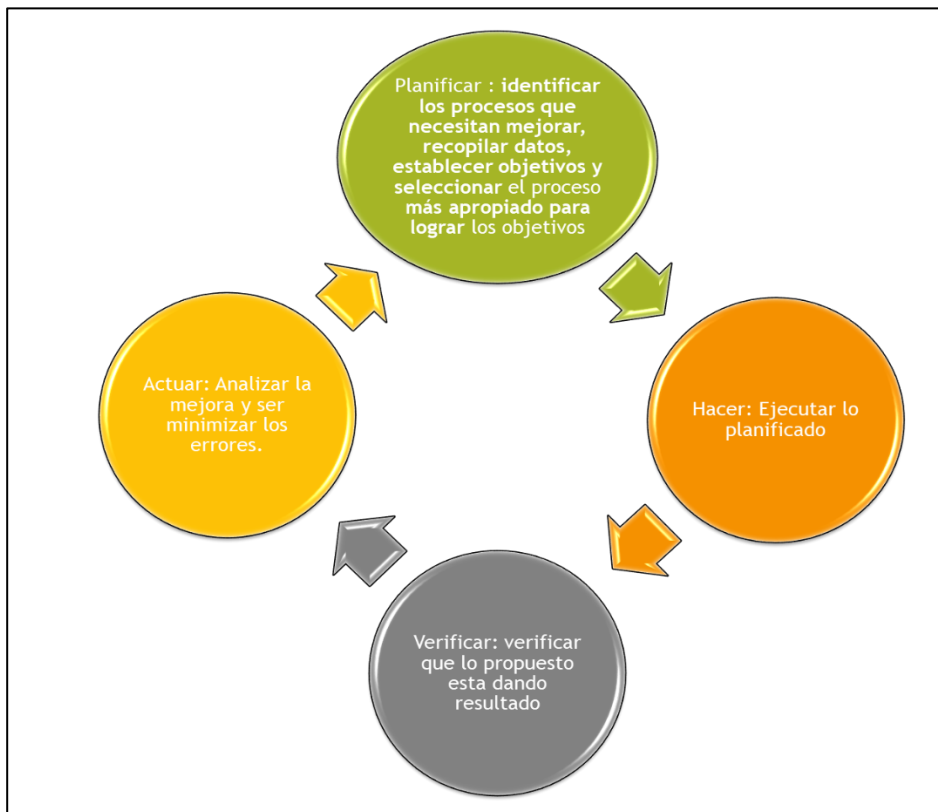 Planificar : identificar
los procesos que
necesitan mejorar,
recopilar datos,
establecer objetivos y
seleccionar el proceso
más apropiado para
lograr los objetivos
Hacer: Ejecutar lo
planificado
Verificar: verificar
que lo propuesto
esta dando
resultado
Actuar: Analizar la
mejora y ser
minimizar los
errores.